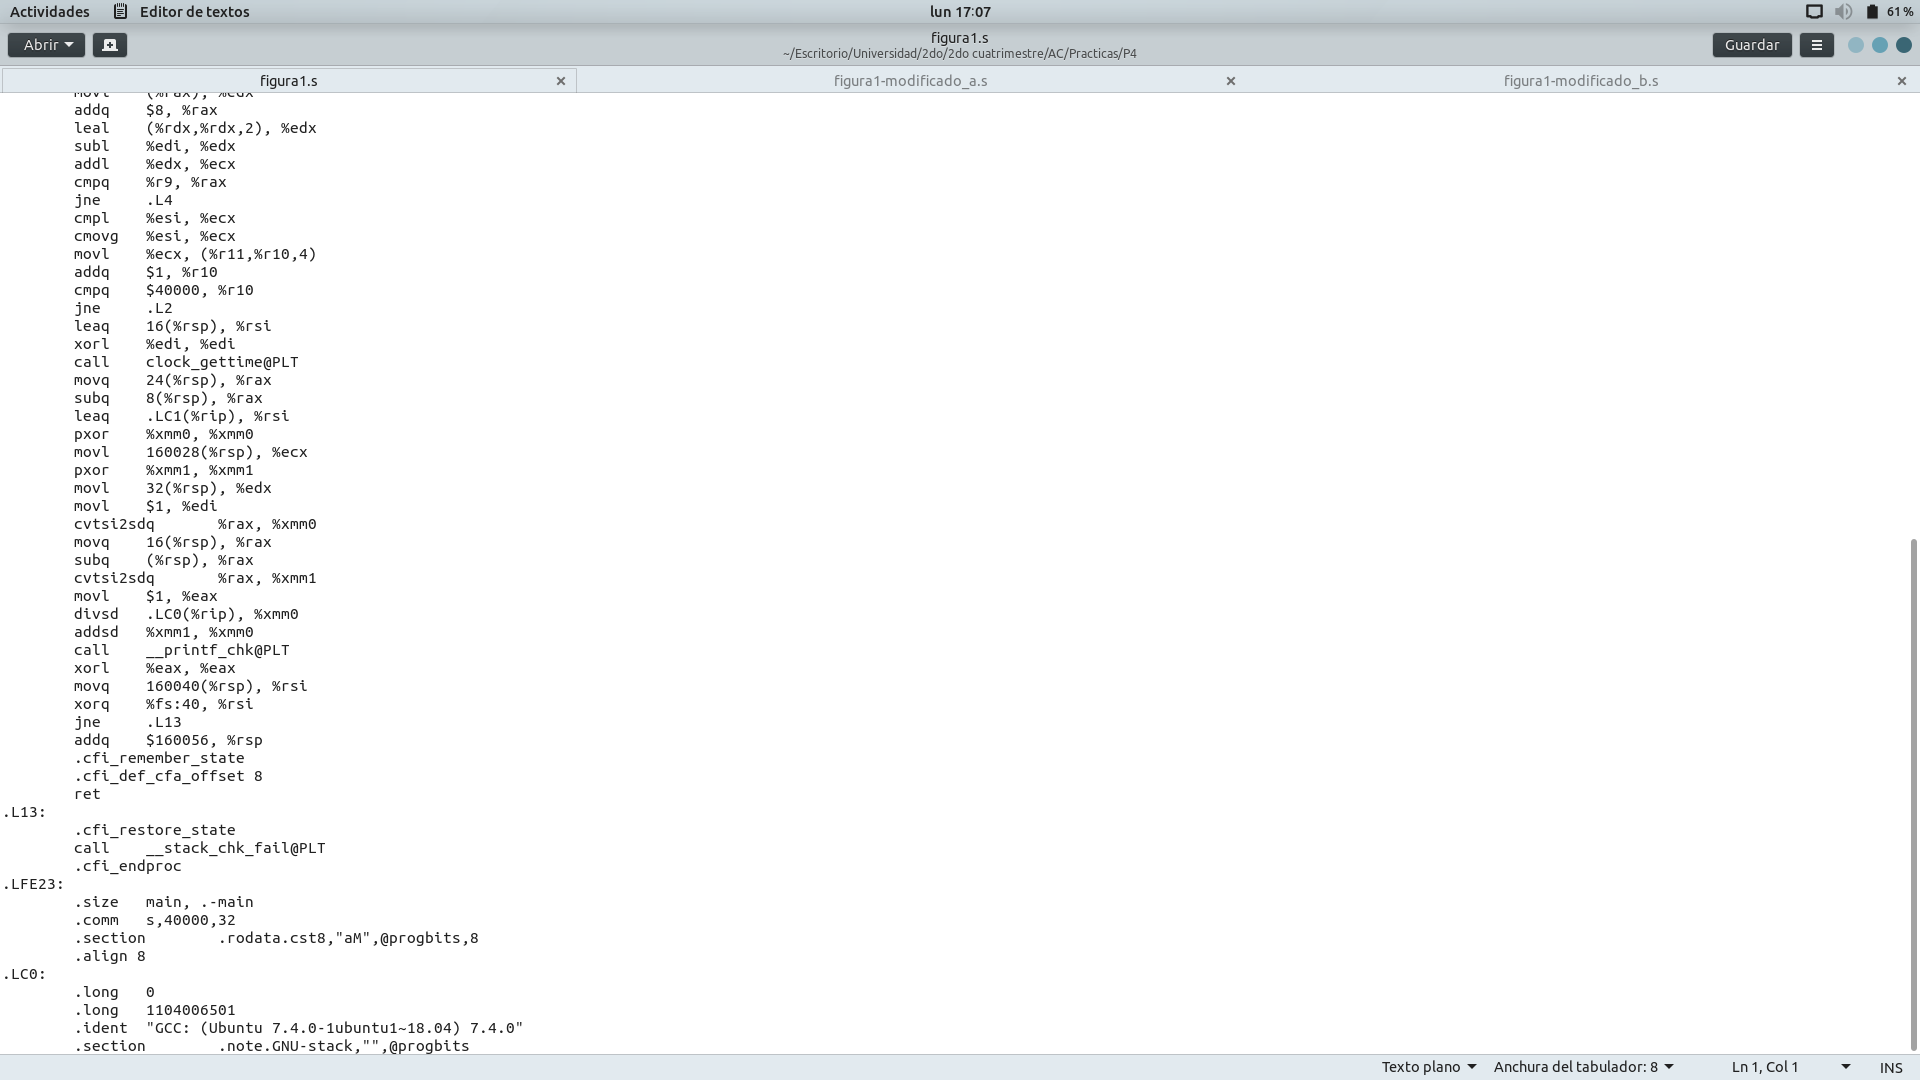 Actividades Editor de textos lun 17:07 61 %
Abrir figura1.s Guardar
~/Escritorio/Universidad/2do/2do cuatrimestre/AC/Practicas/P4
figura1.s figura1-modificado_a.s figura1-modificado_b.s
movl (%rax), %edx
addq $8, %rax
leal (%rdx,%rdx,2), %edx
subl %edi, %edx
addl %edx, %ecx
cmpq %r9, %rax
jne .L4
cmpl %esi, %ecx
cmovg %esi, %ecx
movl %ecx, (%r11,%r10,4)
addq $1, %r10
cmpq $40000, %r10
jne .L2
leaq 16(%rsp), %rsi
xorl %edi, %edi
call clock_gettime@PLT
movq 24(%rsp), %rax
subq 8(%rsp), %rax
leaq .LC1(%rip), %rsi
pxor %xmm0, %xmm0
movl 160028(%rsp), %ecx
pxor %xmm1, %xmm1
movl 32(%rsp), %edx
movl $1, %edi
cvtsi2sdq %rax, %xmm0
movq 16(%rsp), %rax
subq (%rsp), %rax
cvtsi2sdq %rax, %xmm1
movl $1, %eax
divsd .LC0(%rip), %xmm0
addsd %xmm1, %xmm0
call __printf_chk@PLT
xorl %eax, %eax
movq 160040(%rsp), %rsi
xorq %fs:40, %rsi
jne .L13
addq $160056, %rsp
.cfi_remember_state
.cfi_def_cfa_offset 8
ret
.L13:
.cfi_restore_state
call __stack_chk_fail@PLT
.cfi_endproc
.LFE23:
.size main, .-main
.comm s,40000,32
.section .rodata.cst8,"aM",@progbits,8
.align 8
.LC0:
.long 0
.long 1104006501
.ident "GCC: (Ubuntu 7.4.0-1ubuntu1~18.04) 7.4.0"
.section .note.GNU-stack,"",@progbits
Texto plano Anchura del tabulador: 8 Ln 1, Col 1 INS